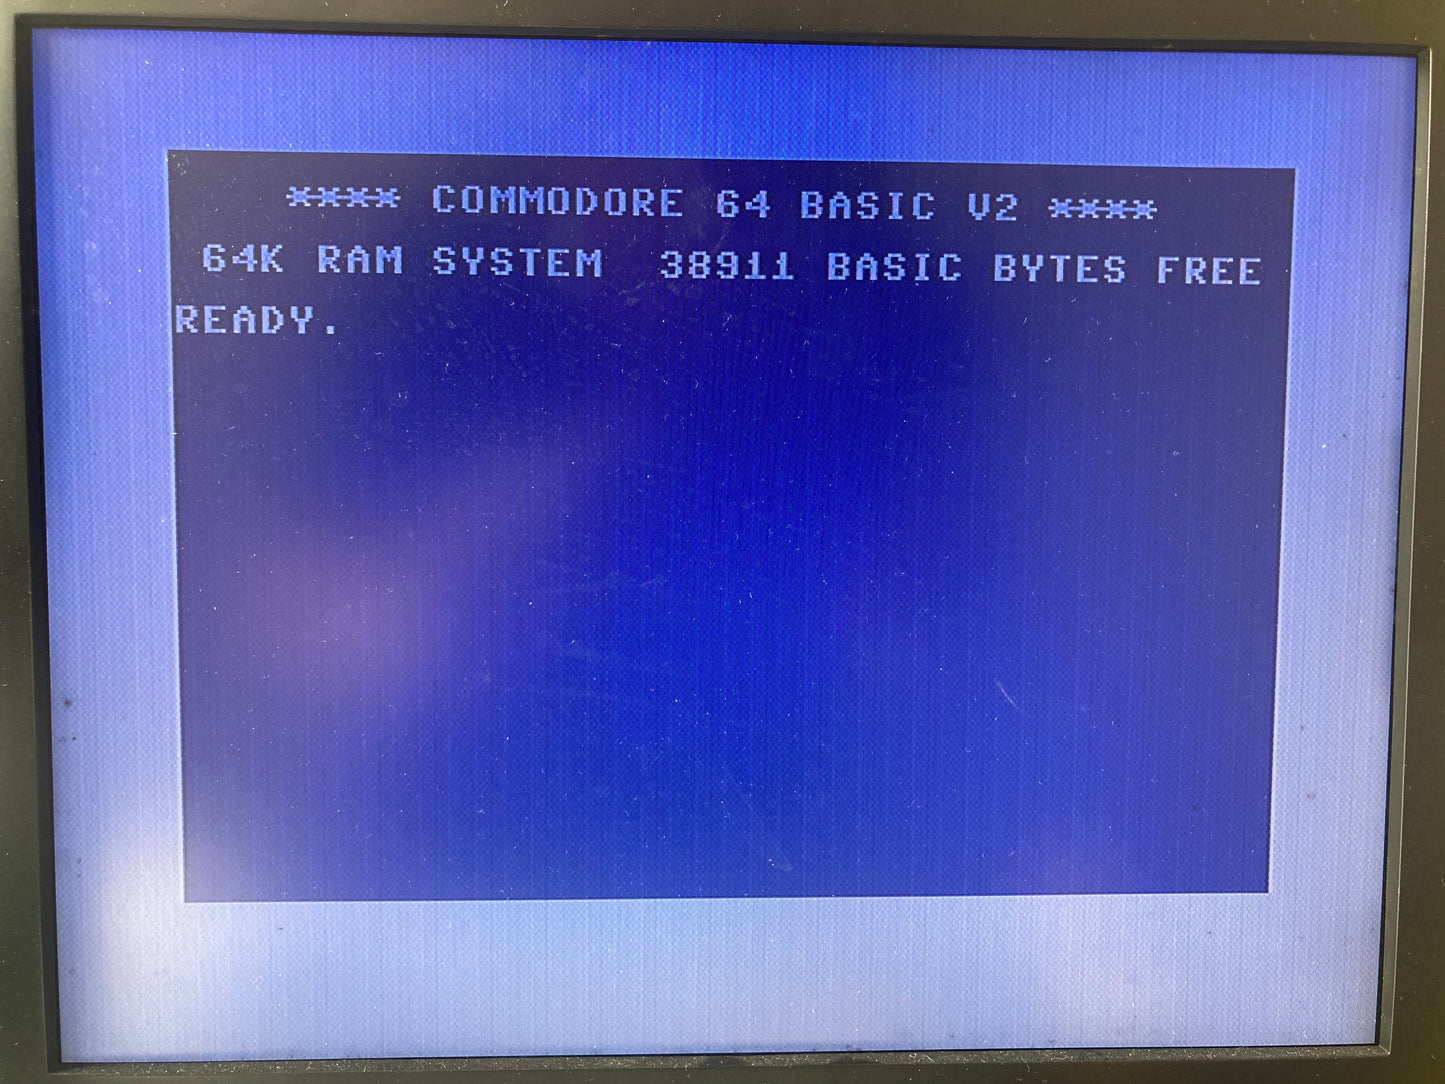 **** COMMODORE 64 BASIC V2 ****
64K RAM SYSTEM  38911 BASIC BYTES FREE
READY.